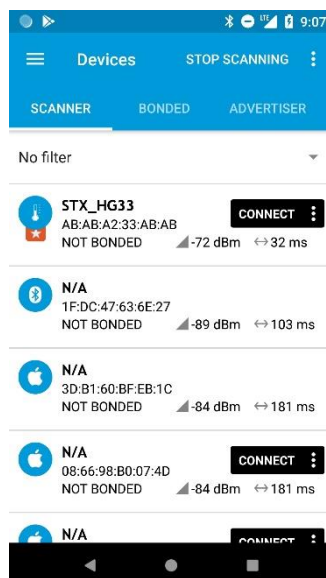 LTE 9:07
Devices STOP SCANNING
SCANNER BONDED ADVERTISER
No filter
STX_HG33
AB:AB:A2:33:AB:AB CONNECT
NOT BONDED -72 dBm ↔32 ms
N/A
1F:DC:47:63:6E:27
NOT BONDED -89 dBm ↔103 ms
N/A
3D:B1:60:BF:EB:1C
NOT BONDED -84 dBm ↔181 ms
N/A
08:66:98:B0:07:4D CONNECT
NOT BONDED -84 dBm ↔181 ms
N/A CONNECT